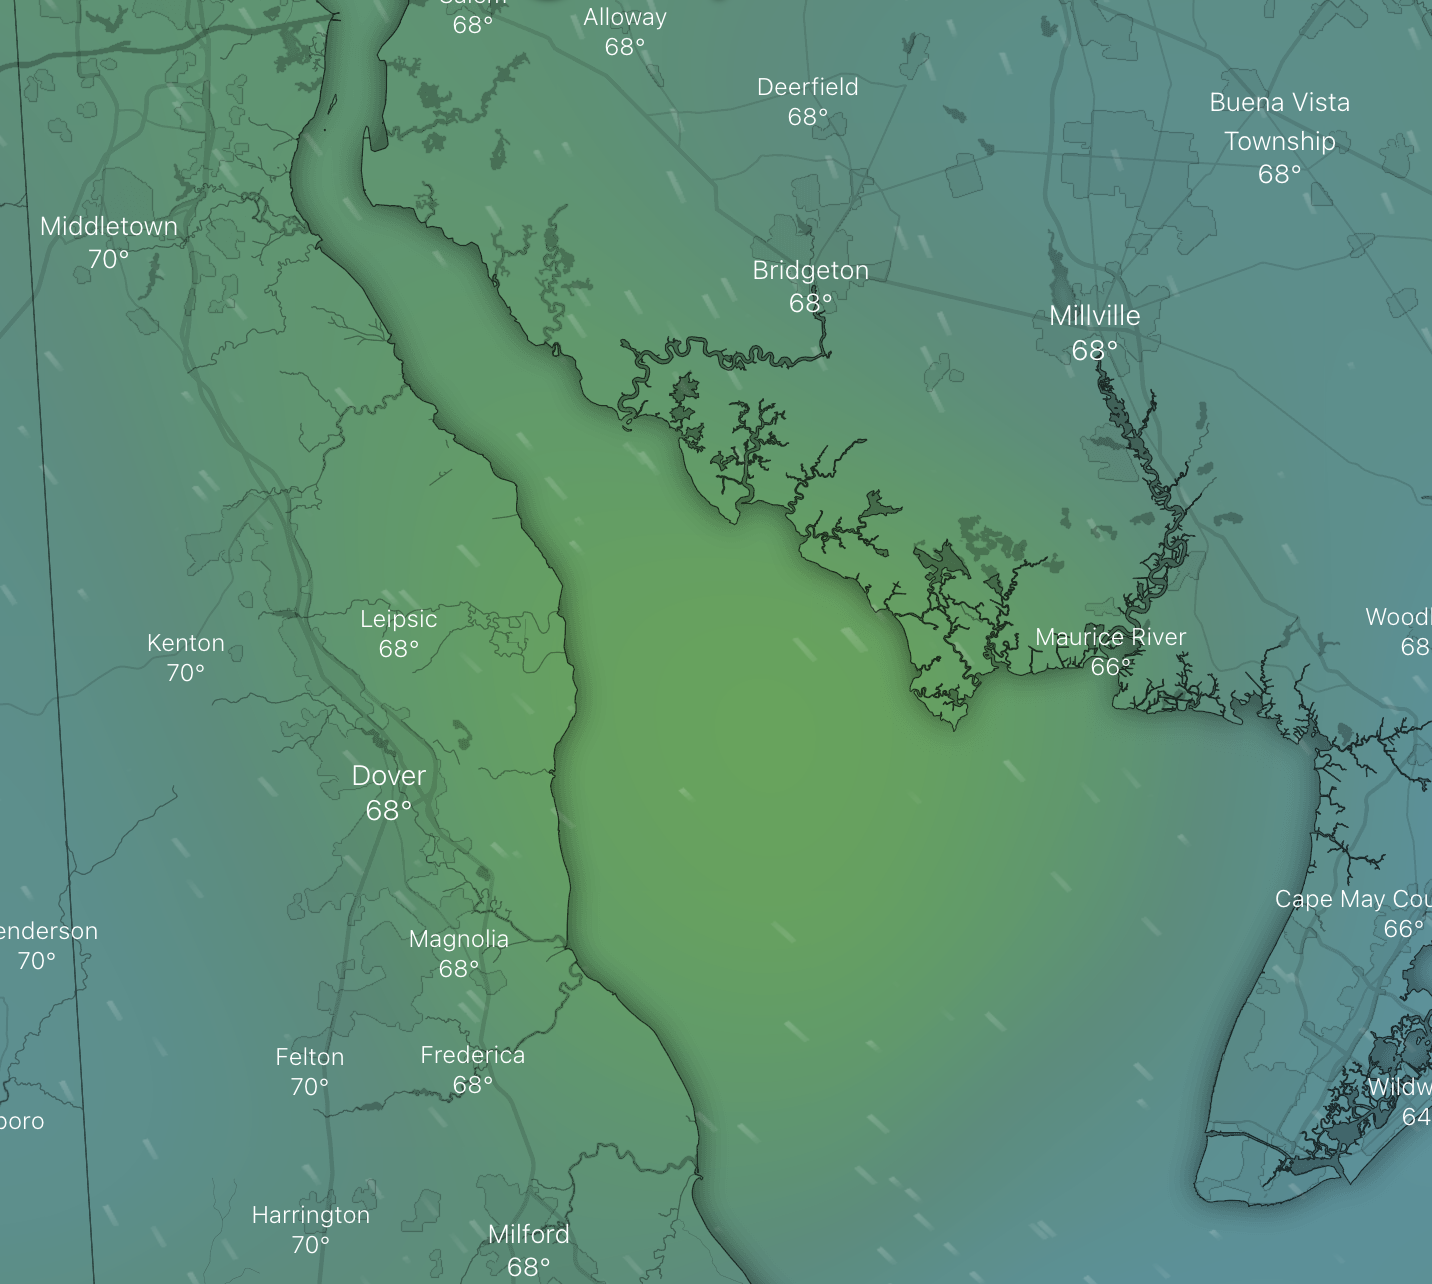 68°
Alloway
68°
Deerfield
68°
Buena Vista
Township
68°
Middletown
70°
Bridgeton
68°
Millville
68°
Leipsic
68°
Kenton
70°
Maurice River
66°
Woodl
68
Dover
68°
Cape May Cou
66°
enderson
70°
Magnolia
68°
Felton
70°
Frederica
68°
Wildw
64
boro
Harrington
70°
Milford
68°